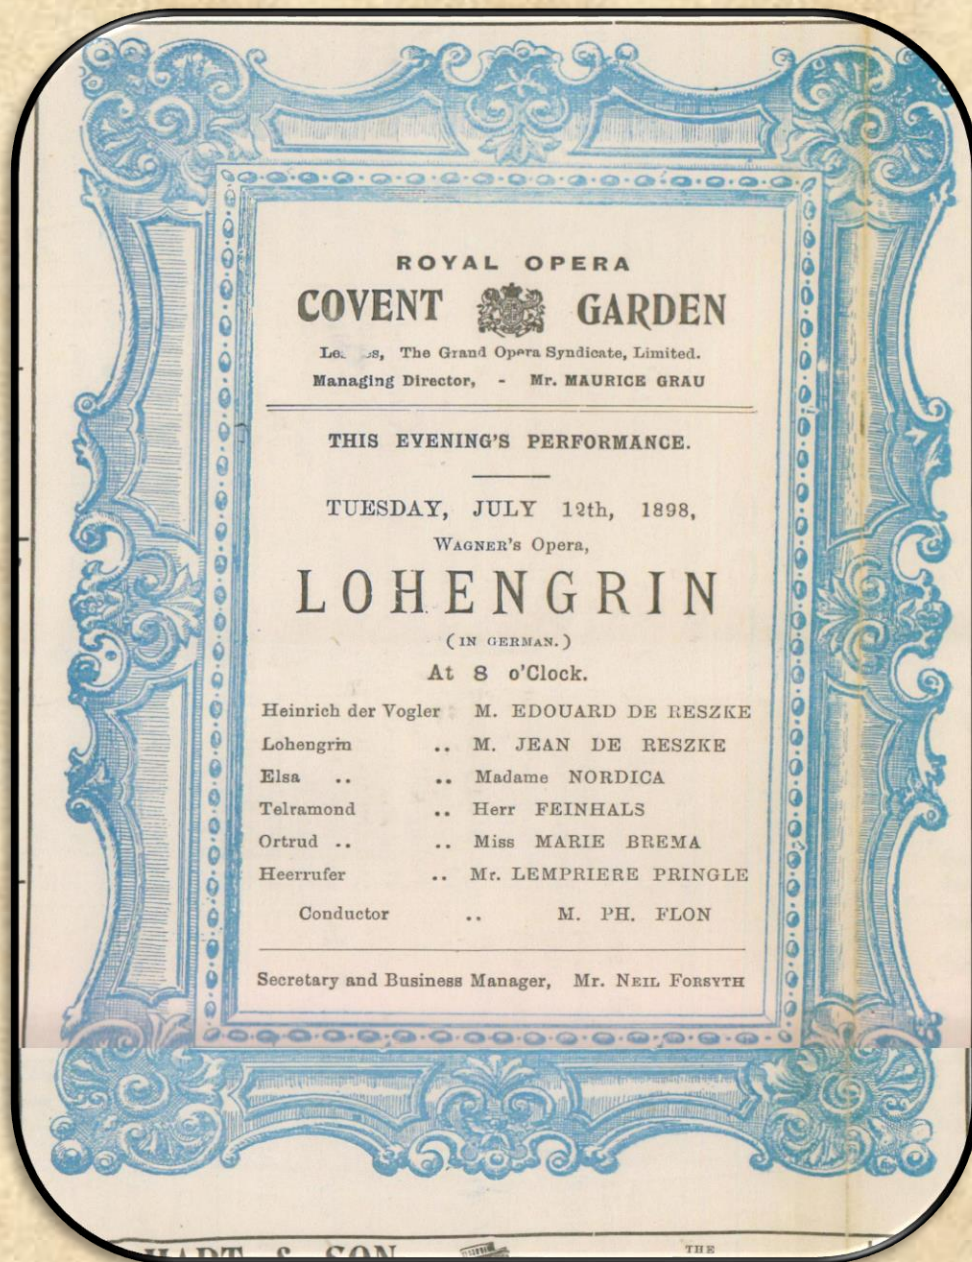 ROYAL OPERA
COVENT GARDEN
The Grand Opera Syndicate, Limited.
Managing Director, - Mr. MAURICE GRAU
THIS EVENING'S PERFORMANCE.
TUESDAY, JULY 12th, 1898,
WAGNER's Opera,
LOHENGRIN
(IN GERMAN.)
At 8 o'Clock.
Heinrich der Vogler M. EDOUARD DE RESZKE
Lohengrin .. M. JEAN DE RESZKE
Elsa .. .. Madame NORDICA
Telramond .. Herr FEINHALS
Ortrud .. .. Miss MARIE BREMA
Heerrufer .. Mr. LEMPRIERE PRINGLE
Conductor .. M. PH. FLON
Secretary and Business Manager, Mr. NEIL FORSYTH
THE